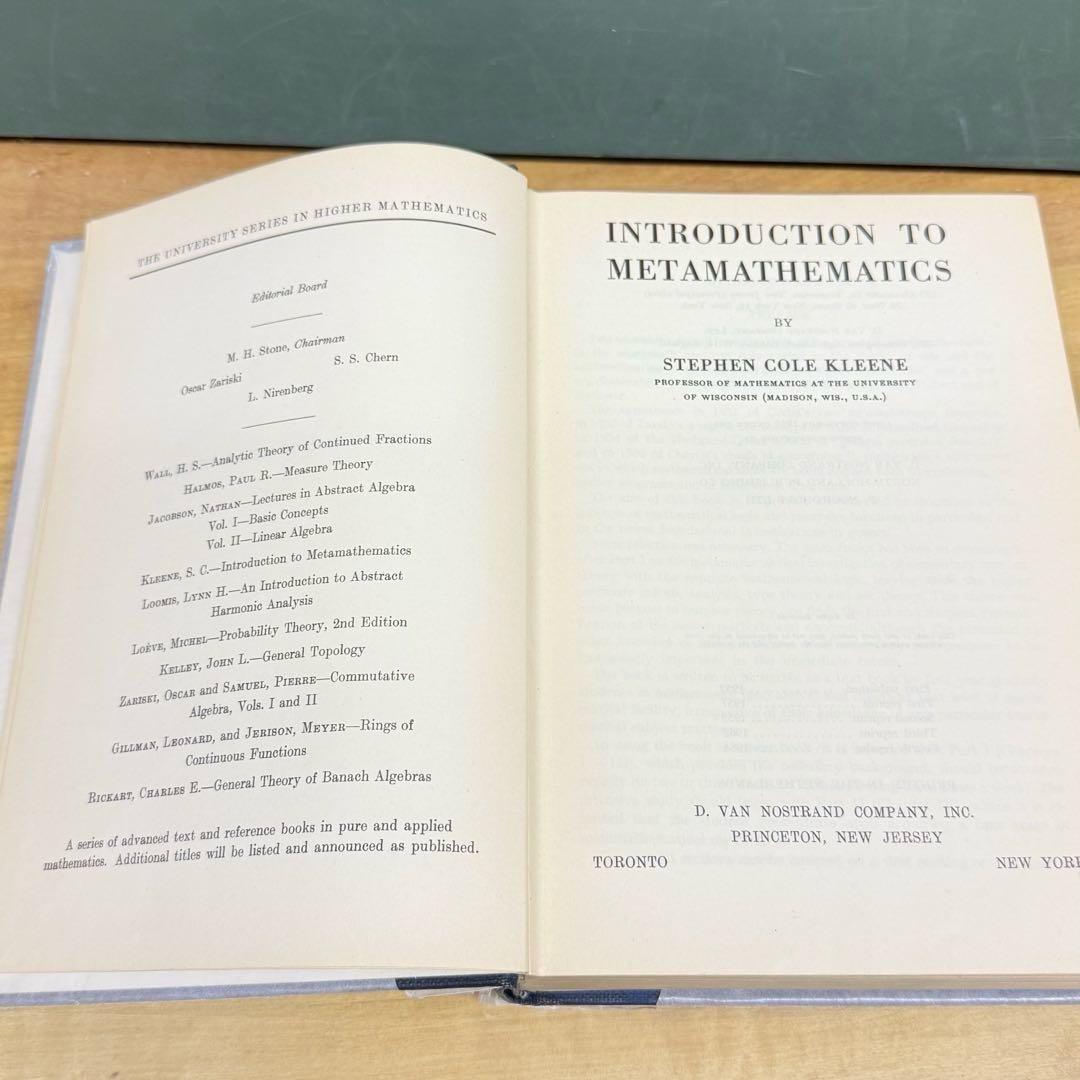 THE UNIVERSITY SERIES IN HIGHER MATHEMATICS
Editorial Board
M. H. Stone, Chairman
Oscar Zariski S. S. Chern
L. Nirenberg
WALL, H. S.—Analytic Theory of Continued Fractions
HALMOS, PAUL R.—Measure Theory
JACOBSON, NATHAN—Lectures in Abstract Algebra
Vol. I—Basic Concepts
Vol. II—Linear Algebra
KLEENE, S. C.—Introduction to Metamathematics
LOOMIS, LYNN H.—An Introduction to Abstract
Harmonic Analysis
LOÈVE, MICHEL—Probability Theory, 2nd Edition
KELLEY, JOHN L.—General Topology
ZARISKI, OSCAR and SAMUEL, PIERRE—Commutative
Algebra, Vols. I and II
GILLMAN, LEONARD, and JERISON, MEYER—Rings of
Continuous Functions
RICKART, CHARLES E.—General Theory of Banach Algebras
A series of advanced text and reference books in pure and applied
mathematics. Additional titles will be listed and announced as published.
INTRODUCTION TO
METAMATHEMATICS
BY
STEPHEN COLE KLEENE
PROFESSOR OF MATHEMATICS AT THE UNIVERSITY
OF WISCONSIN (MADISON, WIS., U.S.A.)
D. VAN NOSTRAND COMPANY, INC.
PRINCETON, NEW JERSEY
TORONTO NEW YORK